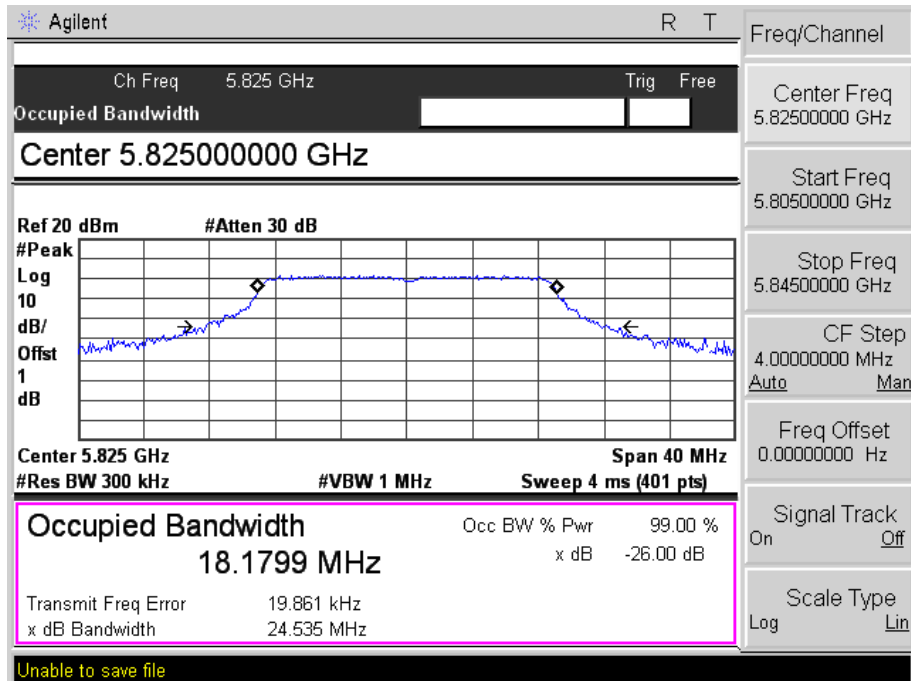 Agilent R T
Ch Freq 5.825 GHz Trig Free
Occupied Bandwidth
Center 5.825000000 GHz
Ref 20 dBm #Atten 30 dB
#Peak
Log
10
dB/
Offst
1
dB
Center 5.825 GHz Span 40 MHz
#Res BW 300 kHz #VBW 1 MHz Sweep 4 ms (401 pts)
Occupied Bandwidth Occ BW % Pwr 99.00 %
18.1799 MHz x dB -26.00 dB
Transmit Freq Error 19.861 kHz
x dB Bandwidth 24.535 MHz
Unable to save file
Freq/Channel
Center Freq
5.82500000 GHz
Start Freq
5.80500000 GHz
Stop Freq
5.84500000 GHz
CF Step
4.00000000 MHz
Auto Man
Freq Offset
0.00000000 Hz
Signal Track
On Off
Scale Type
Log Lin